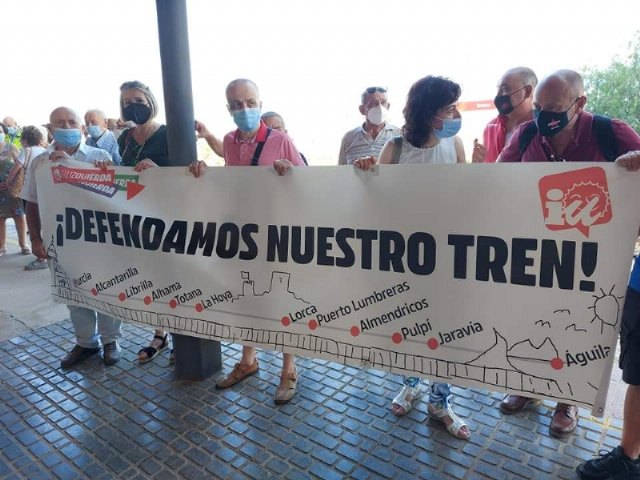 IZQUIERDA
IZQUIERDA
¡DEFENDAMOS NUESTRO TREN!
iu
Murcia
Alcantarilla
Librilla
Alhama
Totana
La Hoya
Lorca
Puerto Lumbreras
Almendricos
Pulpí
Jaravía
Águila